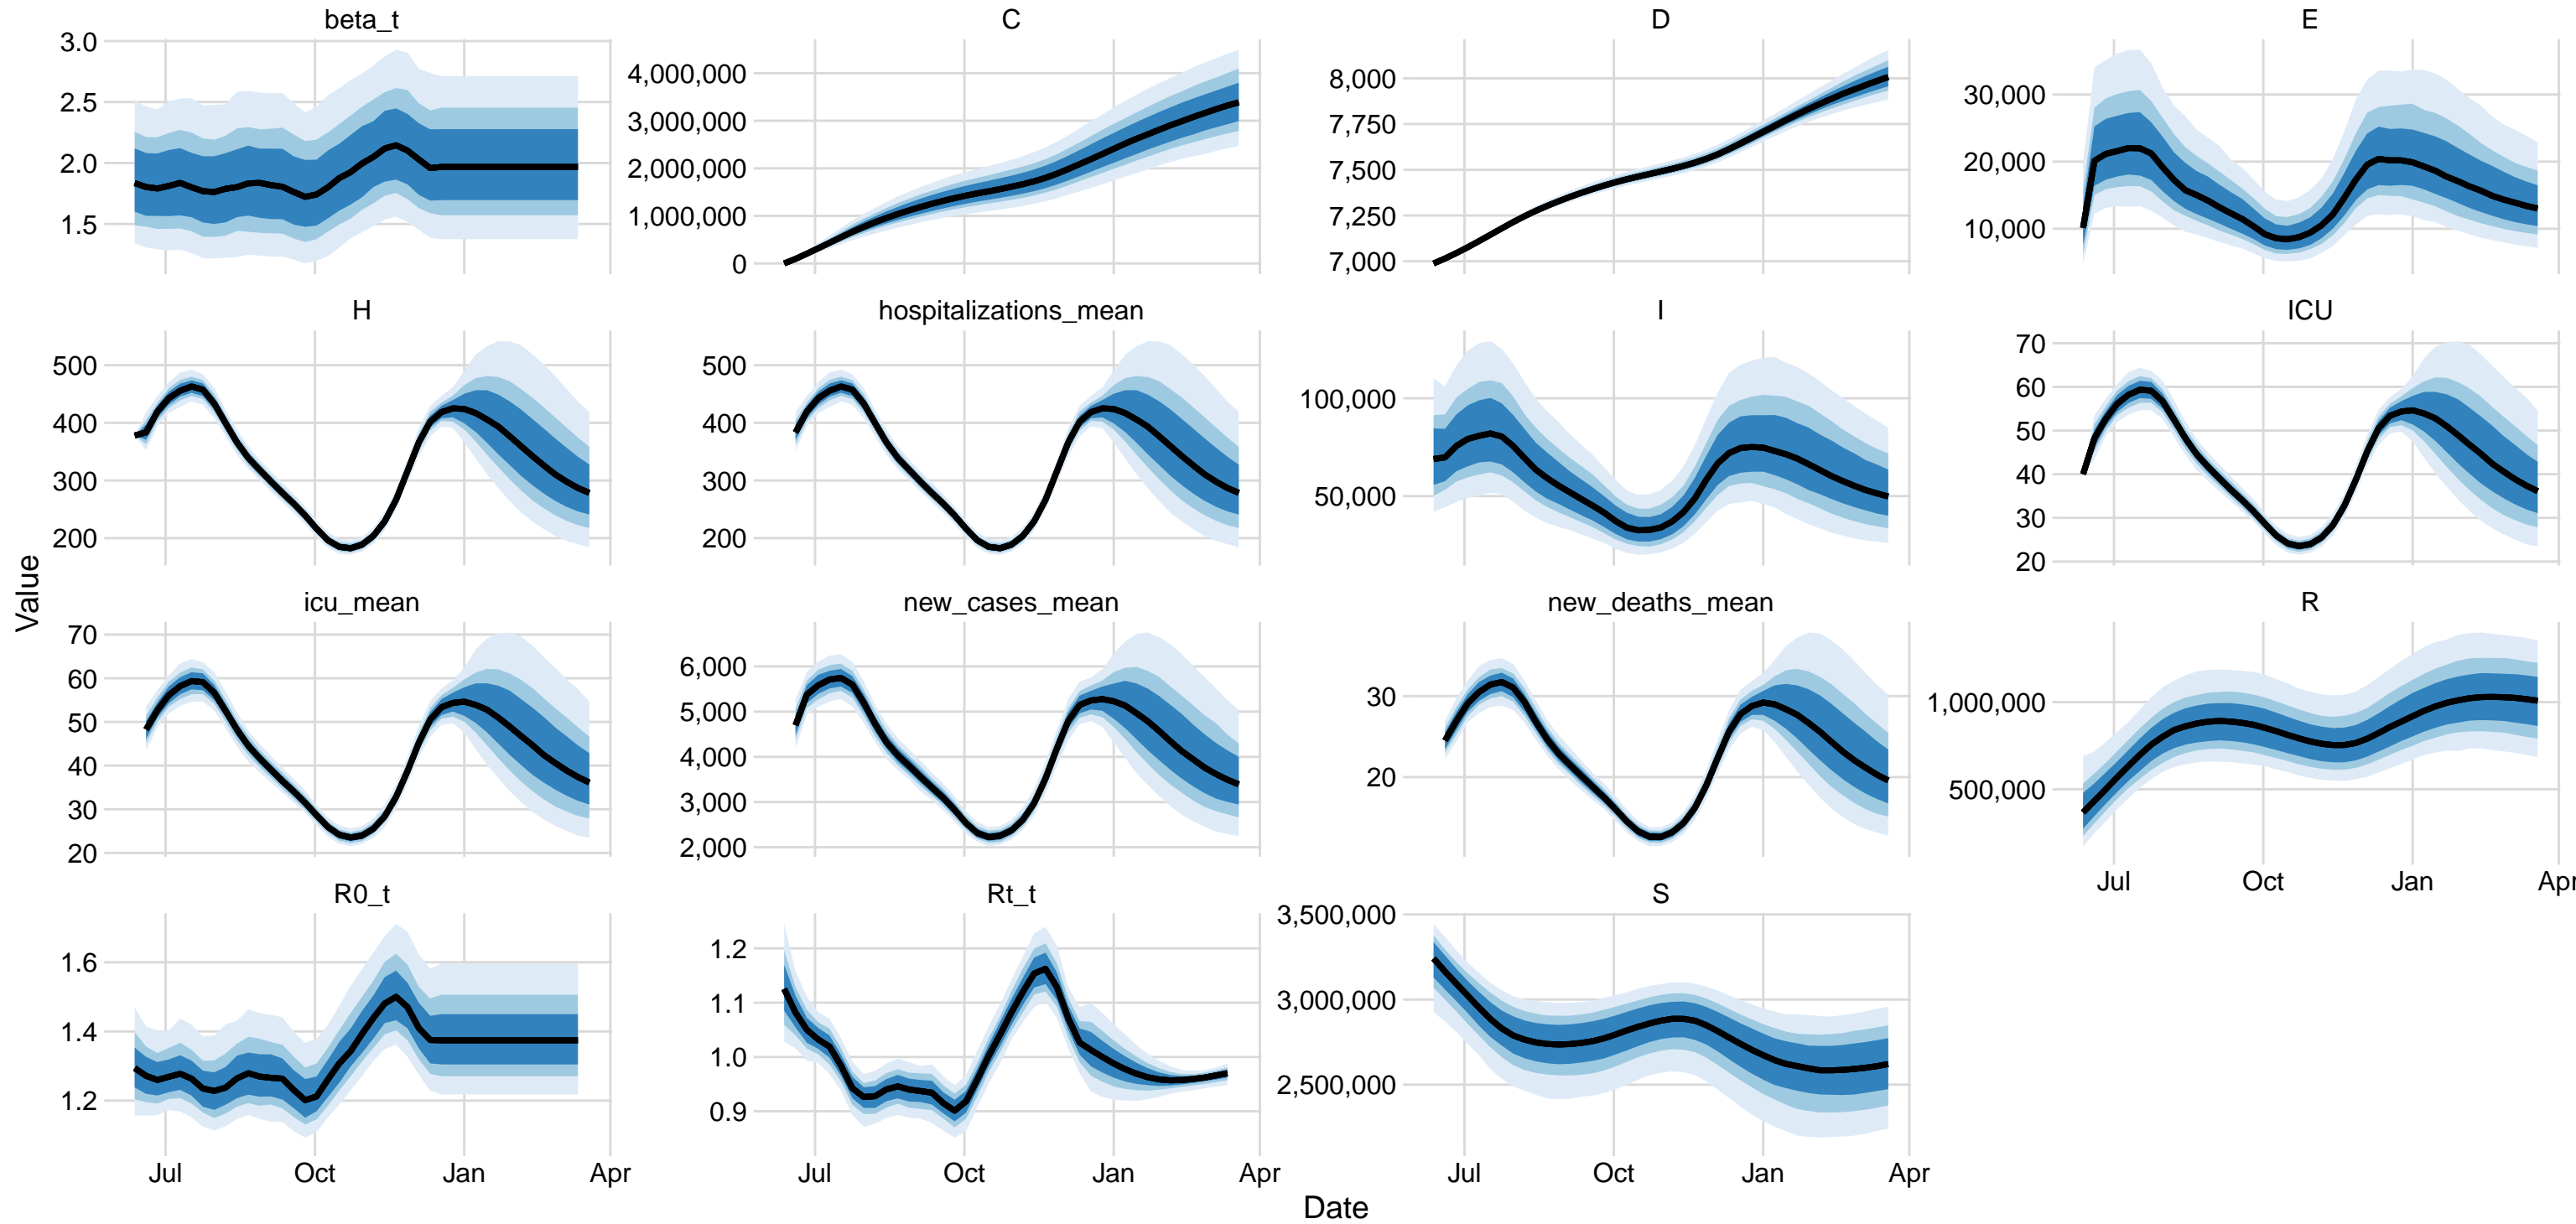 beta_t
C
D
E
3.0
2.5
2.0
1.5
4,000,000
3,000,000
2,000,000
1,000,000
0
8,000
7,750
7,500
7,250
7,000
30,000
20,000
10,000
H
hospitalizations_mean
I
ICU
500
400
300
200
500
400
300
200
100,000
50,000
70
60
50
40
30
20
Value
icu_mean
new_cases_mean
new_deaths_mean
R
70
60
50
40
30
20
6,000
5,000
4,000
3,000
2,000
30
20
1,000,000
500,000
Jul Oct Jan Apr
R0_t
Rt_t
S
1.6
1.4
1.2
1.2
1.1
1.0
0.9
3,500,000
3,000,000
2,500,000
Jul Oct Jan Apr
Jul Oct Jan Apr
Jul Oct Jan Apr
Date